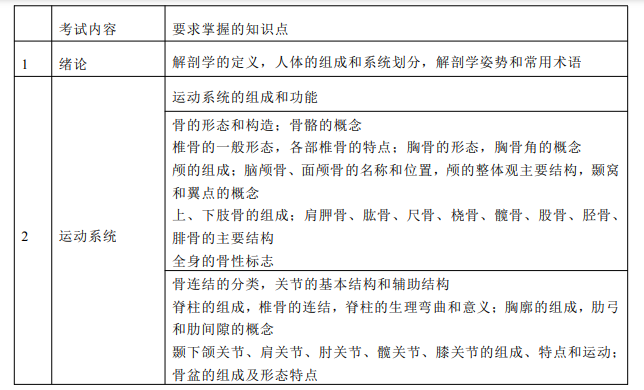 考试内容 要求掌握的知识点
1 绪论 解剖学的定义，人体的组成和系统划分，解剖学姿势和常用术语
运动系统的组成和功能
骨的形态和构造；骨骼的概念
椎骨的一般形态，各部椎骨的特点；胸骨的形态，胸骨角的概念
颅的组成；脑颅骨、面颅骨的名称和位置，颅的整体观主要结构，颞窝
和翼点的概念
上、下肢骨的组成；肩胛骨、肱骨、尺骨、桡骨、髋骨、股骨、胫骨、
2 运动系统
腓骨的主要结构
全身的骨性标志
骨连结的分类，关节的基本结构和辅助结构
脊柱的组成，椎骨的连结，脊柱的生理弯曲和意义；胸廓的组成，肋弓
和肋间隙的概念
颞下颌关节、肩关节、肘关节、髋关节、膝关节的组成、特点和运动；
骨盆的组成及形态特点